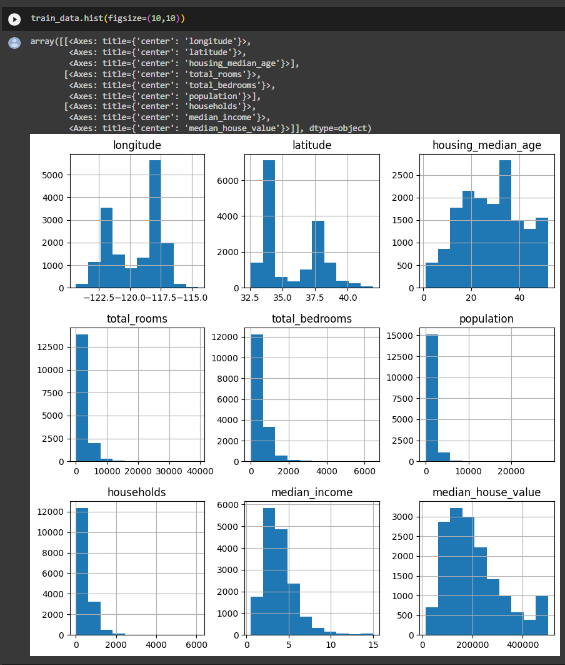 train_data.hist(figsize=(10,10))
array([[<Axes: title={'center': 'longitude'}>,
<Axes: title={'center': 'latitude'}>,
<Axes: title={'center': 'housing_median_age'}>],
[<Axes: title={'center': 'total_rooms'}>,
<Axes: title={'center': 'total_bedrooms'}>,
<Axes: title={'center': 'population'}>],
[<Axes: title={'center': 'households'}>,
<Axes: title={'center': 'median_income'}>,
<Axes: title={'center': 'median_house_value'}>]], dtype=object)
longitude latitude housing_median_age
5000
4000
3000
2000
1000
0
−122.5 −120.0 −117.5 −115.0
6000
4000
2000
0
32.5 35.0 37.5 40.0
2500
2000
1500
1000
500
0
0 20 40
total_rooms total_bedrooms population
12500
10000
7500
5000
2500
0
0 10000 20000 30000 40000
12000
10000
8000
6000
4000
2000
0
0 2000 4000 6000
15000
12500
10000
7500
5000
2500
0
0 10000 20000
households median_income median_house_value
12000
10000
8000
6000
4000
2000
0
0 2000 4000 6000
6000
5000
4000
3000
2000
1000
0
0 5 10 15
3000
2500
2000
1500
1000
500
0
200000 400000